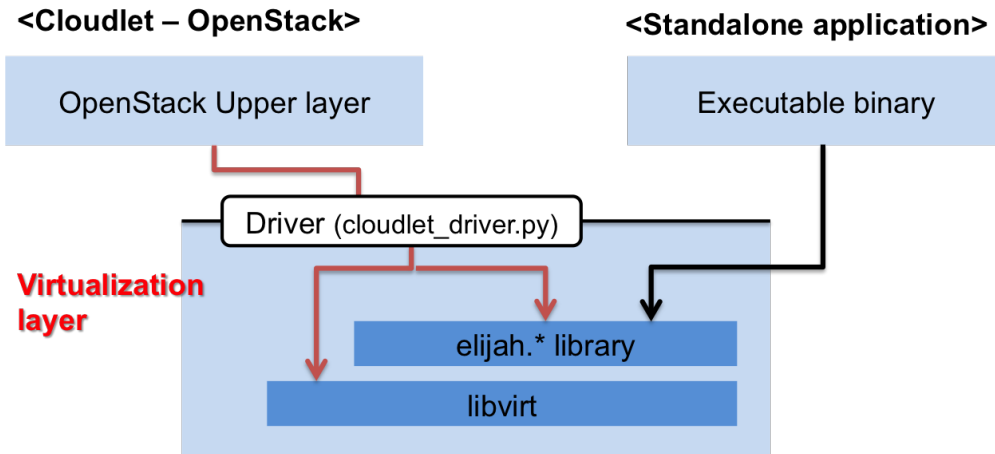 <Cloudlet – OpenStack>
<Standalone application>
OpenStack Upper layer
Executable binary
Driver (cloudlet_driver.py)
Virtualization
layer
elijah.* library
libvirt